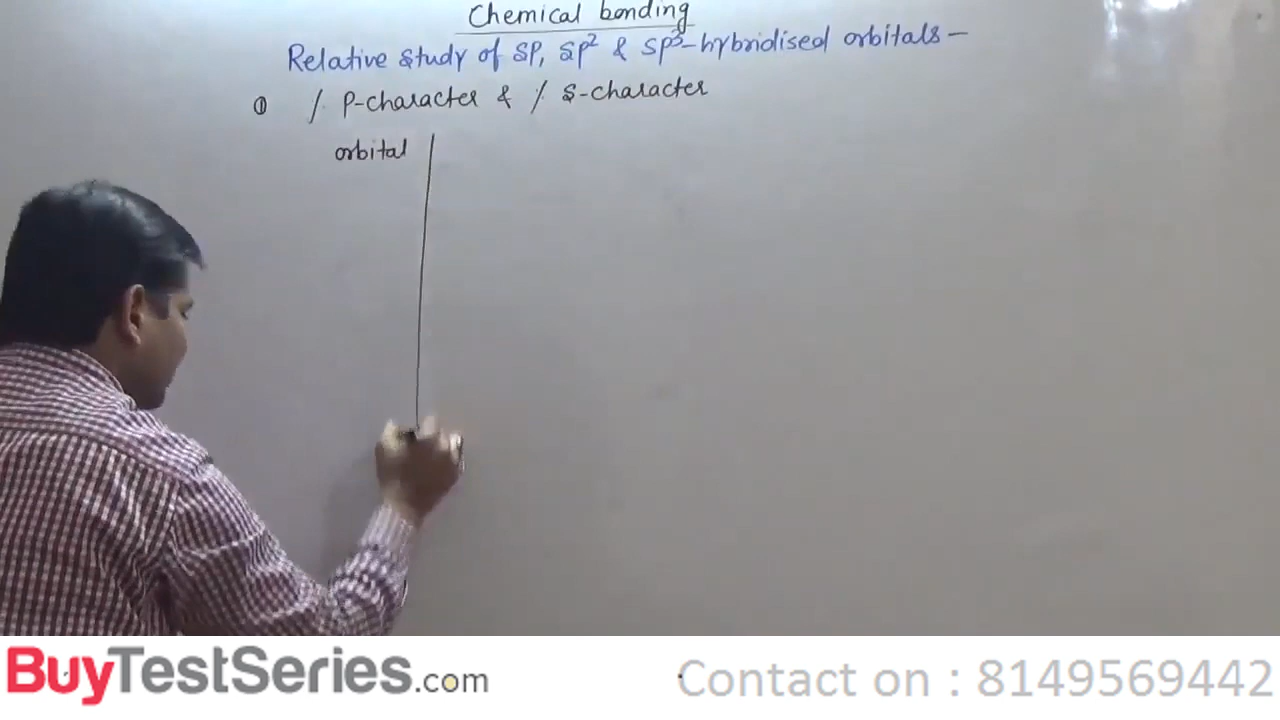 Chemical bonding
Relative study of SP, SP² & SP³-hybridised orbitals -
① % P-character & % S-character
orbital
BuyTestSeries.com
Contact on : 8149569442